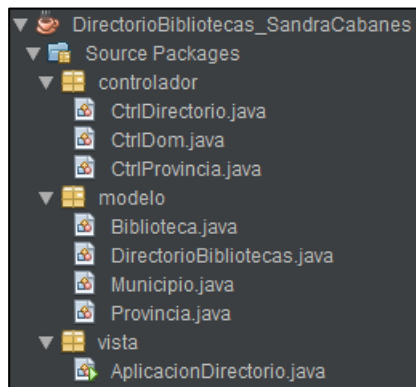 DirectorioBibliotecas_SandraCabanes
Source Packages
controlador
CtrlDirectorio.java
CtrlDom.java
CtrlProvincia.java
modelo
Biblioteca.java
DirectorioBibliotecas.java
Municipio.java
Provincia.java
vista
AplicacionDirectorio.java